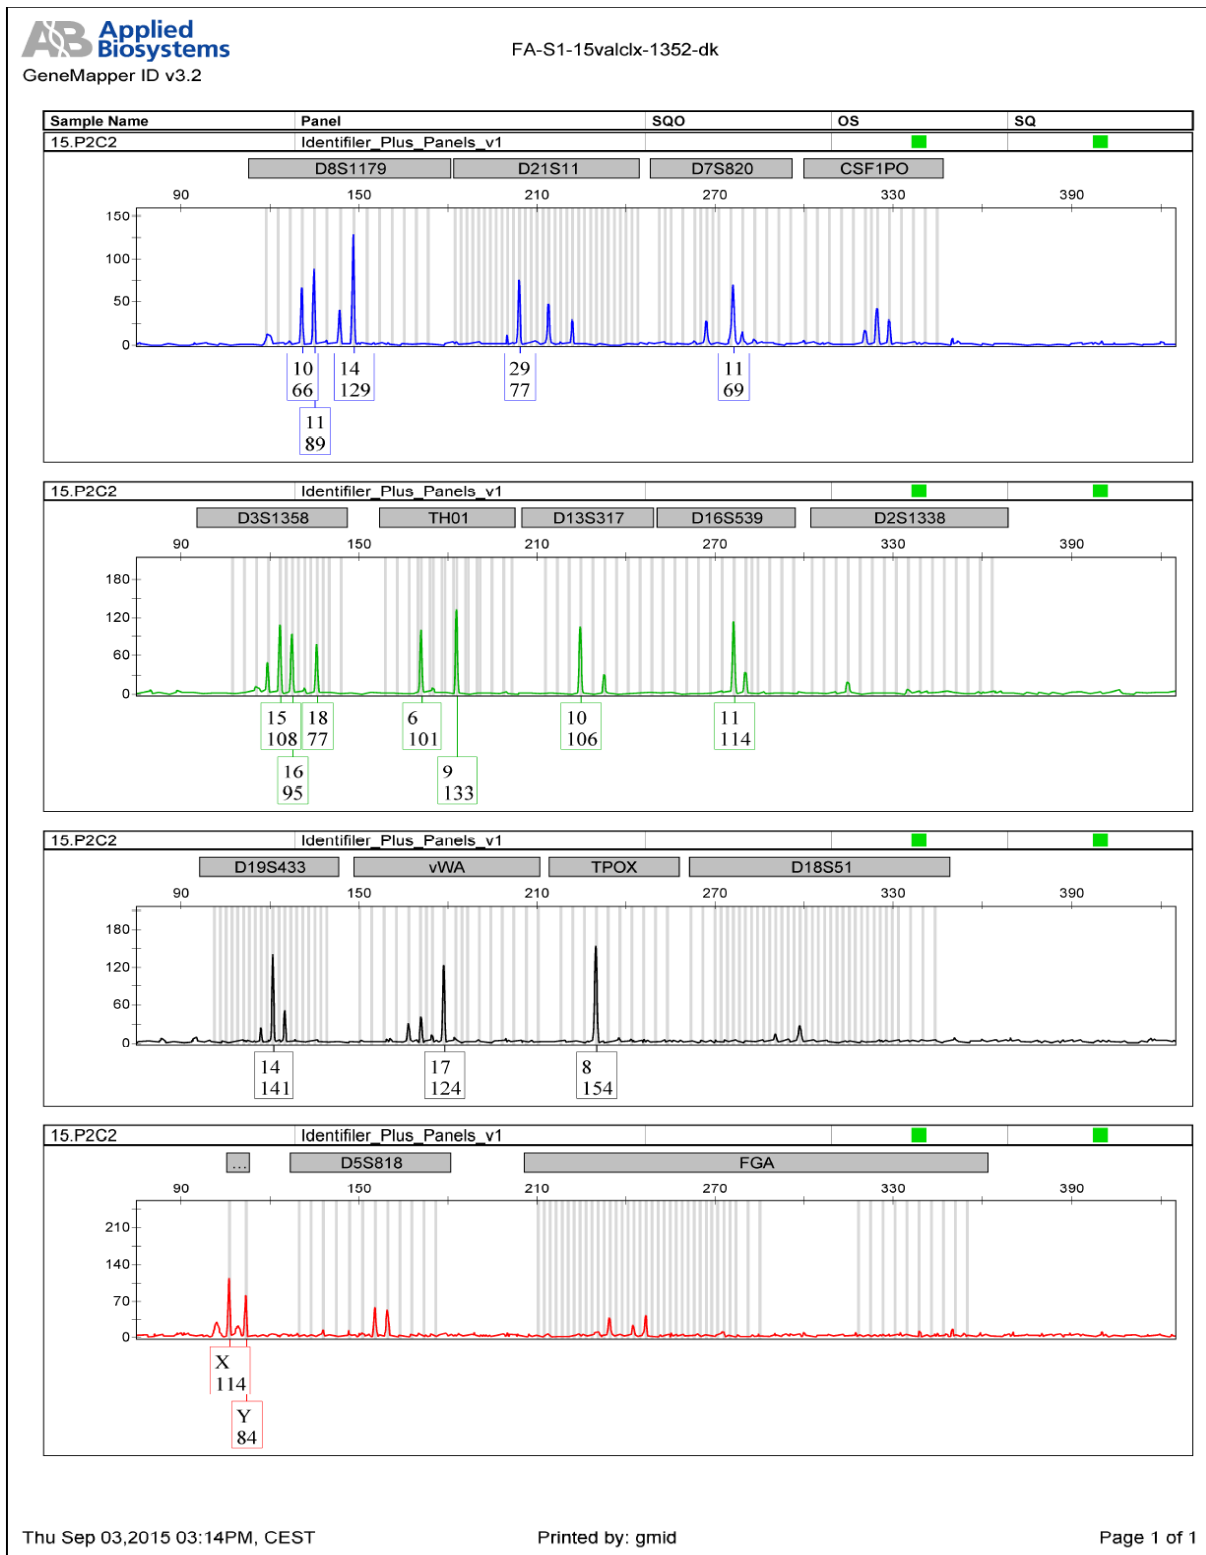 AB Applied
Biosystems
GeneMapper ID v3.2
FA-S1-15valclx-1352-dk
Sample Name Panel SQO OS SQ
15.P2C2 Identifiler_Plus_Panels_v1
D8S1179 D21S11 D7S820 CSF1PO
90 150 210 270 330 390
150
100
50
0
10 14 29 11
66 129 77 69
11
89
15.P2C2 Identifiler_Plus_Panels_v1
D3S1358 TH01 D13S317 D16S539 D2S1338
90 150 210 270 330 390
180
120
60
0
15 18 6 10 11
108 77 101 106 114
16 9
95 133
15.P2C2 Identifiler_Plus_Panels_v1
D19S433 vWA TPOX D18S51
90 150 210 270 330 390
180
120
60
0
14 17 8
141 124 154
15.P2C2 Identifiler_Plus_Panels_v1
... D5S818 FGA
90 150 210 270 330 390
210
140
70
0
X
114
Y
84
Thu Sep 03,2015 03:14PM, CEST Printed by: gmid Page 1 of 1